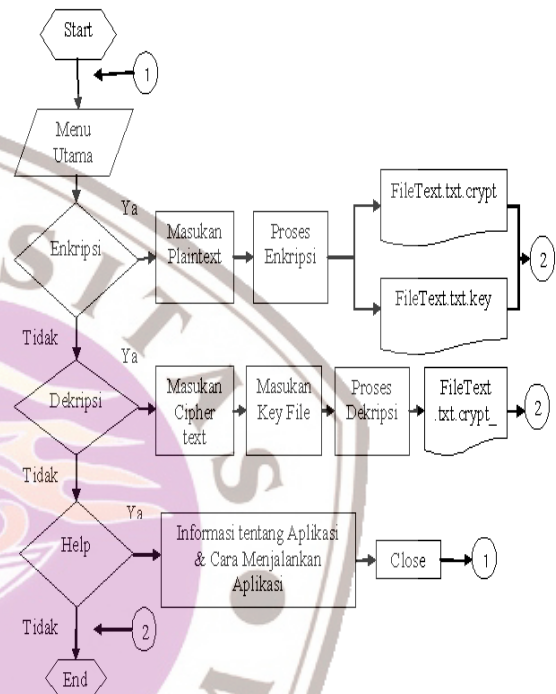 Start
1
Menu
Utama
Ya
Enkripsi
Masukan
Plaintext
Proses
Enkripsi
FileText.txt.crypt
FileText.txt.key
2
Tidak
Ya
Dekripsi
Masukan
Cipher
text
Masukan
Key File
Proses
Dekripsi
FileText
.txt.crypt_
2
Tidak
Ya
Help
Informasi tentang Aplikasi
& Cara Menjalankan
Aplikasi
Close
1
Tidak
2
End
SITAS